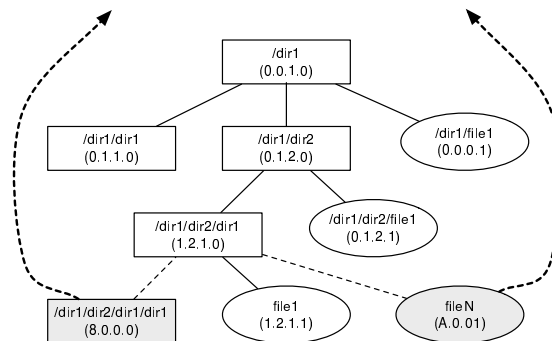 /dir1
(0.0.1.0)
/dir1/dir1
(0.1.1.0)
/dir1/dir2
(0.1.2.0)
/dir1/file1
(0.0.0.1)
/dir1/dir2/dir1
(1.2.1.0)
/dir1/dir2/file1
(0.1.2.1)
/dir1/dir2/dir1/dir1
(8.0.0.0)
file1
(1.2.1.1)
fileN
(A.0.01)